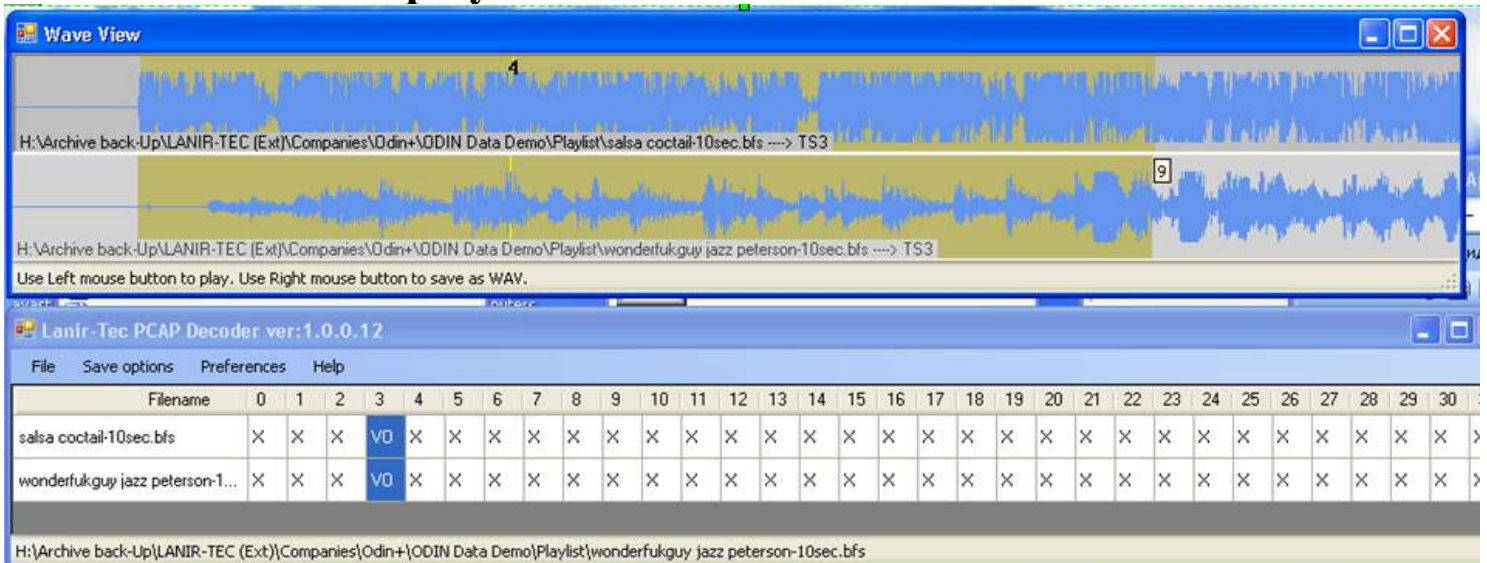 Wave View
4
H:\Archive back-Up\LANIR-TEC (Ext)\Companies\Odin+\ODIN Data Demo\Playlist\salsa coctail-10sec.bfs ----> TS3
9
H:\Archive back-Up\LANIR-TEC (Ext)\Companies\Odin+\ODIN Data Demo\Playlist\wonderfukguy jazz peterson-10sec.bfs ----> TS3
Use Left mouse button to play. Use Right mouse button to save as WAV.
Lanir-Tec PCAP Decoder ver:1.0.0.12
File Save options Preferences Help
Filename 0 1 2 3 4 5 6 7 8 9 10 11 12 13 14 15 16 17 18 19 20 21 22 23 24 25 26 27 28 29 30
salsa coctail-10sec.bfs X X X VO X X X X X X X X X X X X X X X X X X X X X X X X X X X
wonderfukguy jazz peterson-1... X X X VO X X X X X X X X X X X X X X X X X X X X X X X X X X X
H:\Archive back-Up\LANIR-TEC (Ext)\Companies\Odin+\ODIN Data Demo\Playlist\wonderfukguy jazz peterson-10sec.bfs